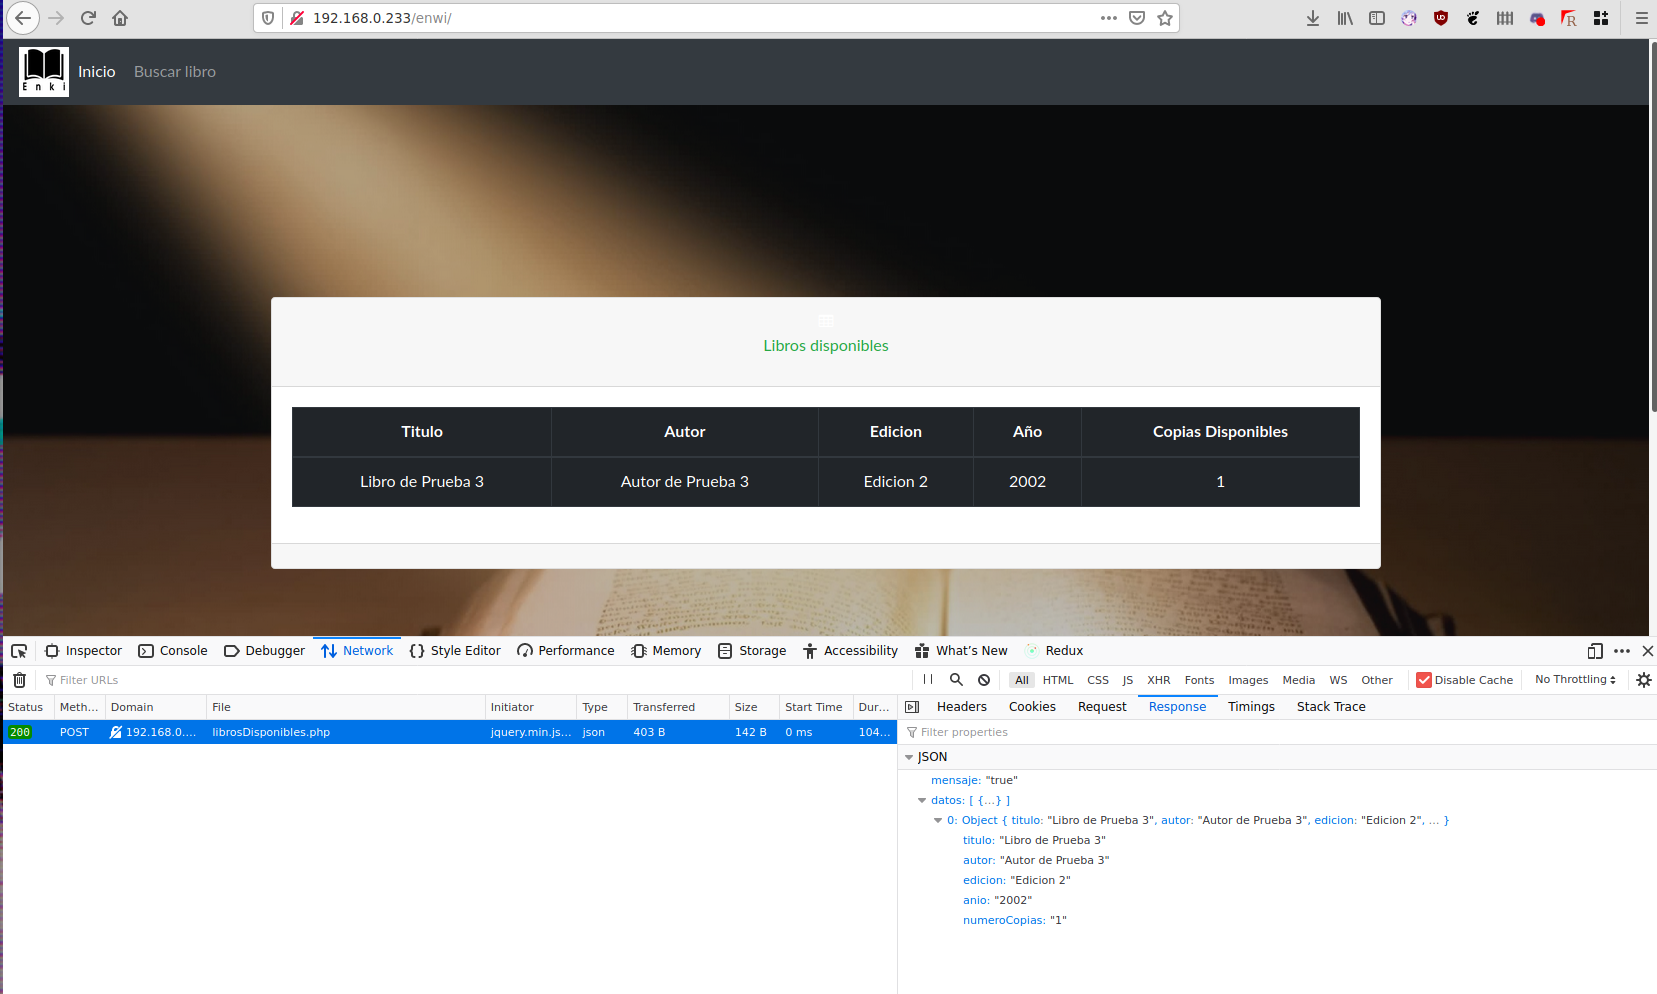 192.168.0.233/enwi/
Enki
Inicio
Buscar libro
Libros disponibles
Titulo Autor Edicion Año Copias Disponibles
Libro de Prueba 3 Autor de Prueba 3 Edicion 2 2002 1
Inspector Console Debugger Network Style Editor Performance Memory Storage Accessibility What's New Redux
Filter URLs
All HTML CSS JS XHR Fonts Images Media WS Other Disable Cache No Throttling
Status Meth... Domain File Initiator Type Transferred Size Start Time Dur...
200 POST 192.168.0.... librosDisponibles.php jquery.min.js... json 403 B 142 B 0 ms 104...
Headers Cookies Request Response Timings Stack Trace
Filter properties
JSON
mensaje: "true"
datos: [ {…} ]
0: Object { titulo: "Libro de Prueba 3", autor: "Autor de Prueba 3", edicion: "Edicion 2", … }
titulo: "Libro de Prueba 3"
autor: "Autor de Prueba 3"
edicion: "Edicion 2"
anio: "2002"
numeroCopias: "1"